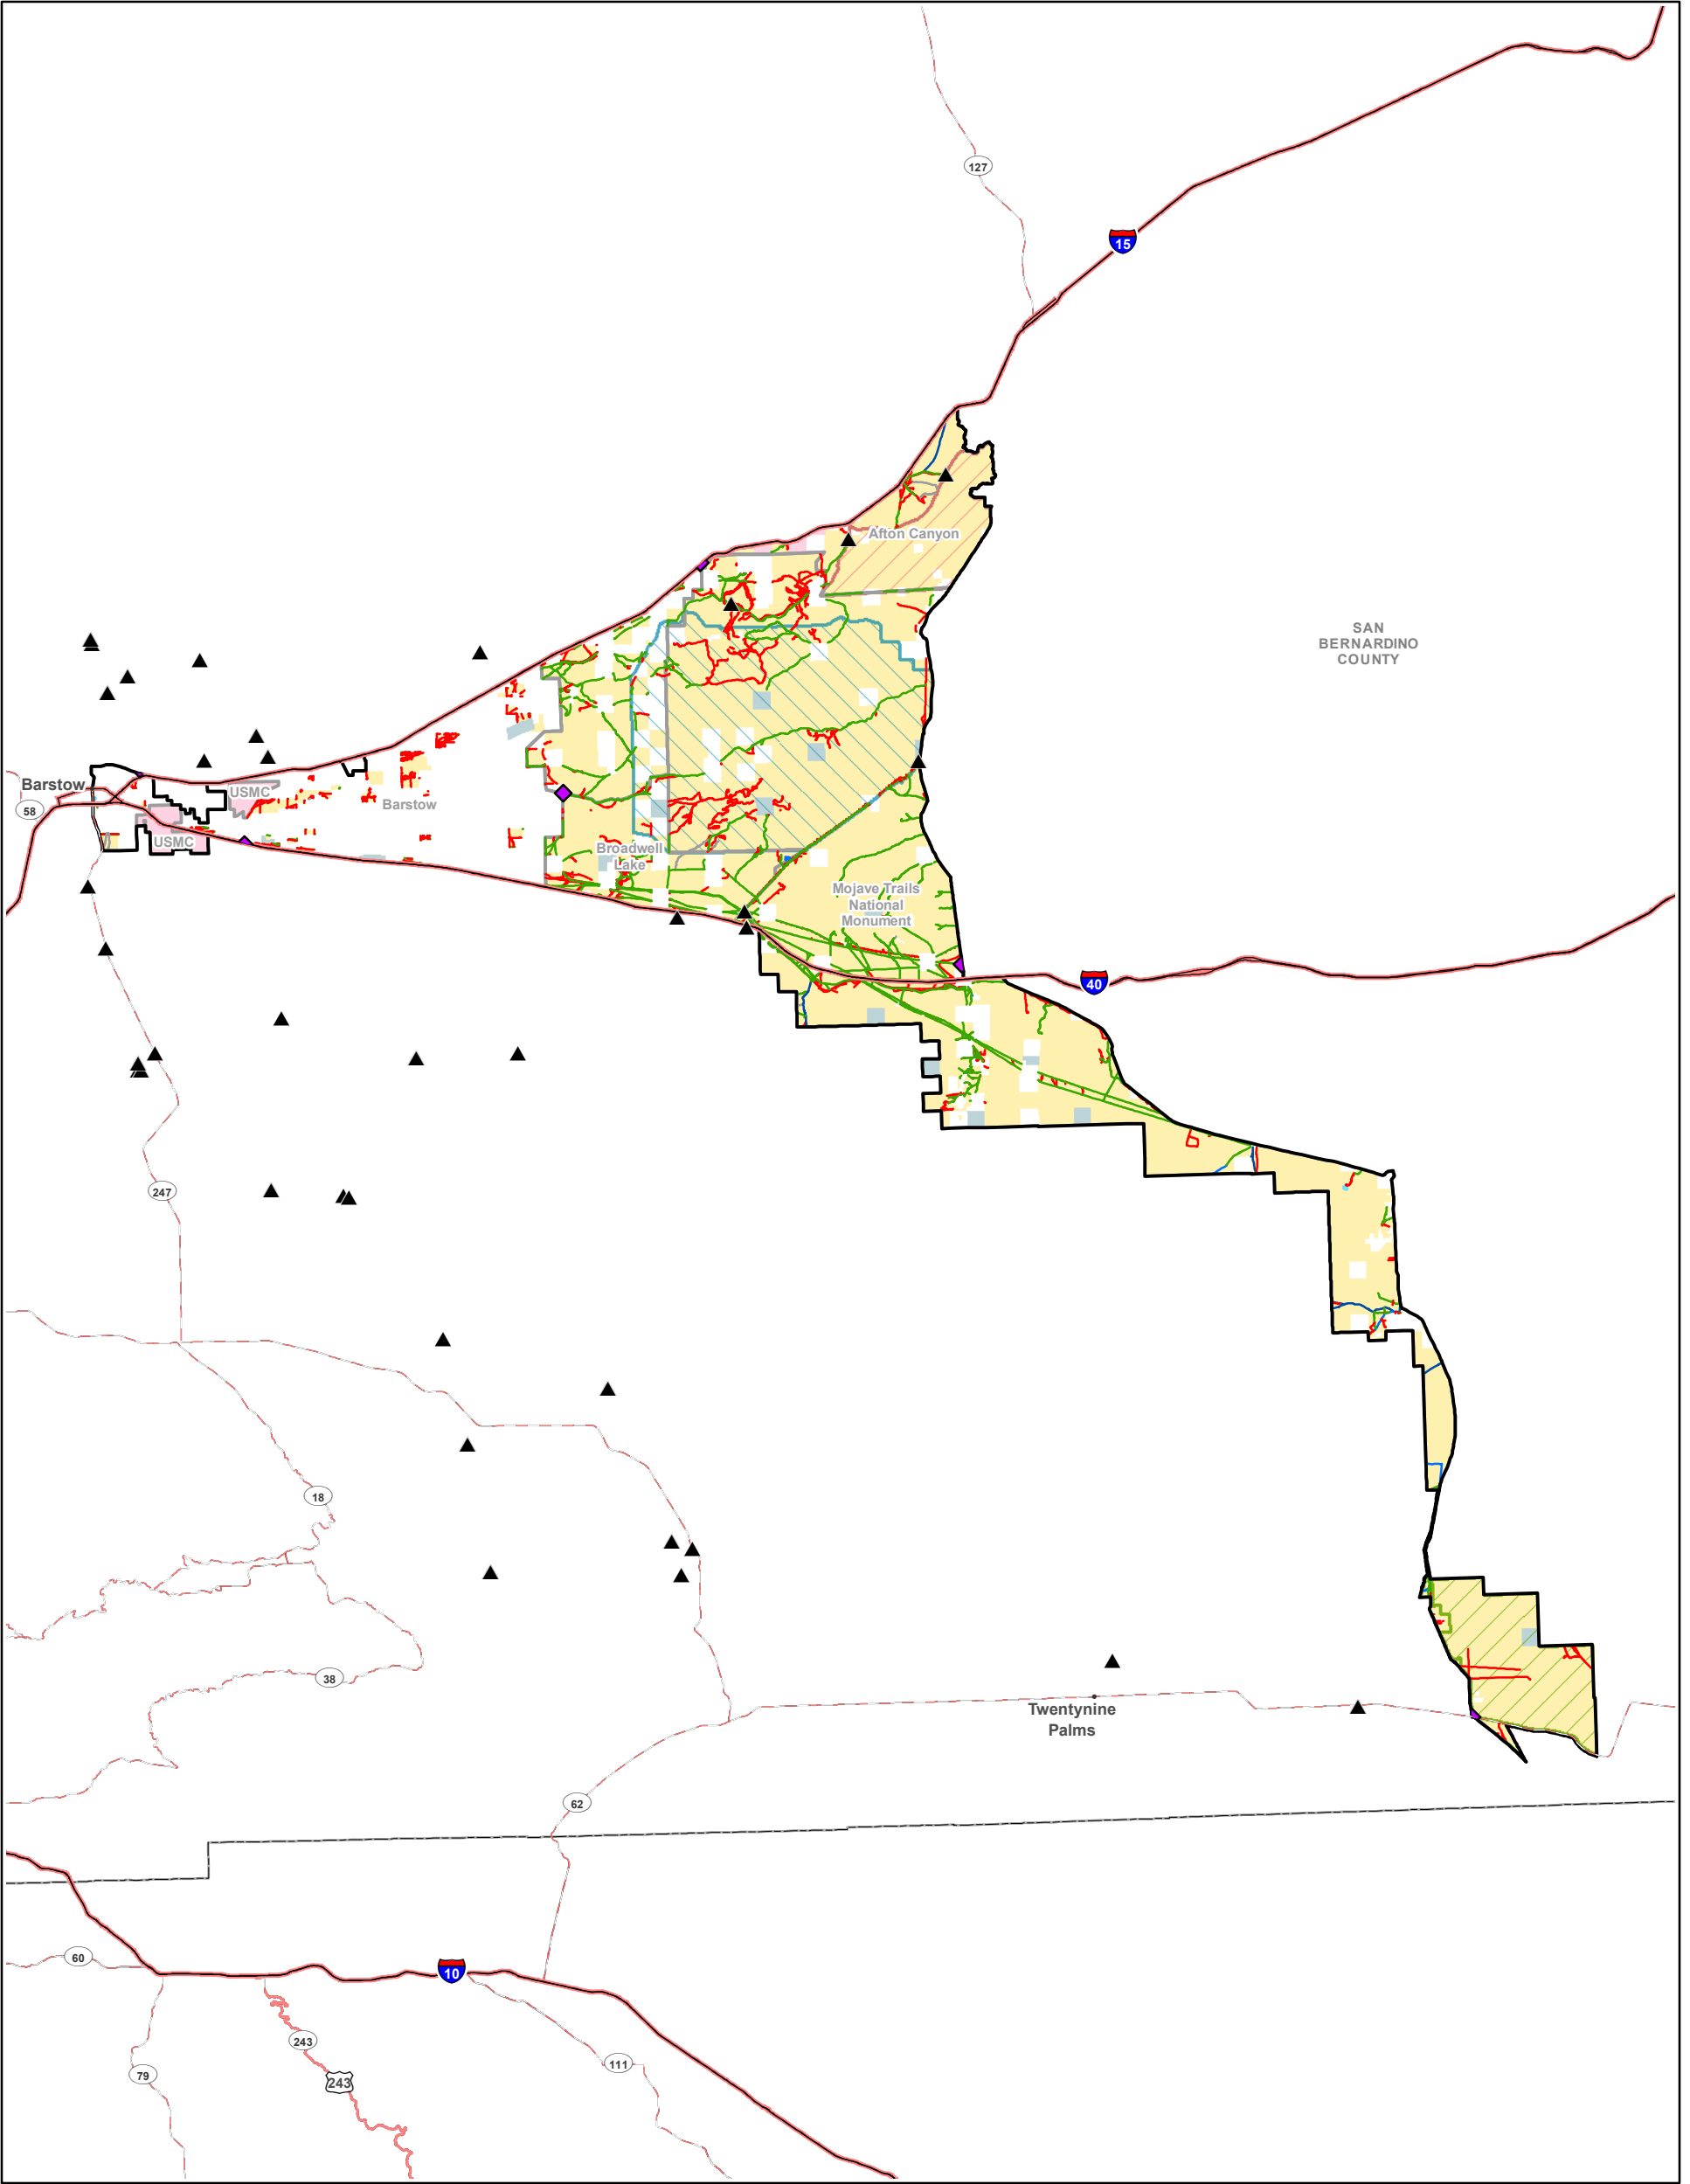 127
15
Afton Canyon
SAN
BERNARDINO
COUNTY
Barstow
58
USMC
Barstow
USMC
Broadwell
Lake
Mojave Trails
National
Monument
40
247
18
38
Twentynine
Palms
62
60
10
243
79
243
111